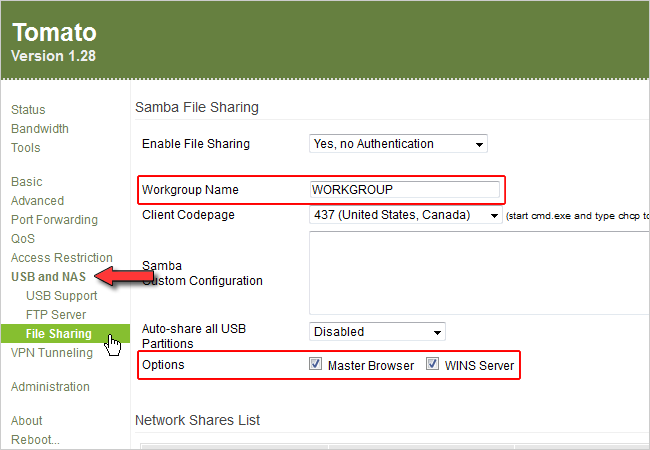 Tomato
Version 1.28
Status
Bandwidth
Tools
Basic
Advanced
Port Forwarding
QoS
Access Restriction
USB and NAS
USB Support
FTP Server
File Sharing
VPN Tunneling
Administration
About
Reboot...
Samba File Sharing
Enable File Sharing Yes, no Authentication
Workgroup Name WORKGROUP
Client Codepage 437 (United States, Canada) (start cmd.exe and type chcp to
Samba
Custom Configuration
Auto-share all USB
Partitions Disabled
Options Master Browser WINS Server
Network Shares List